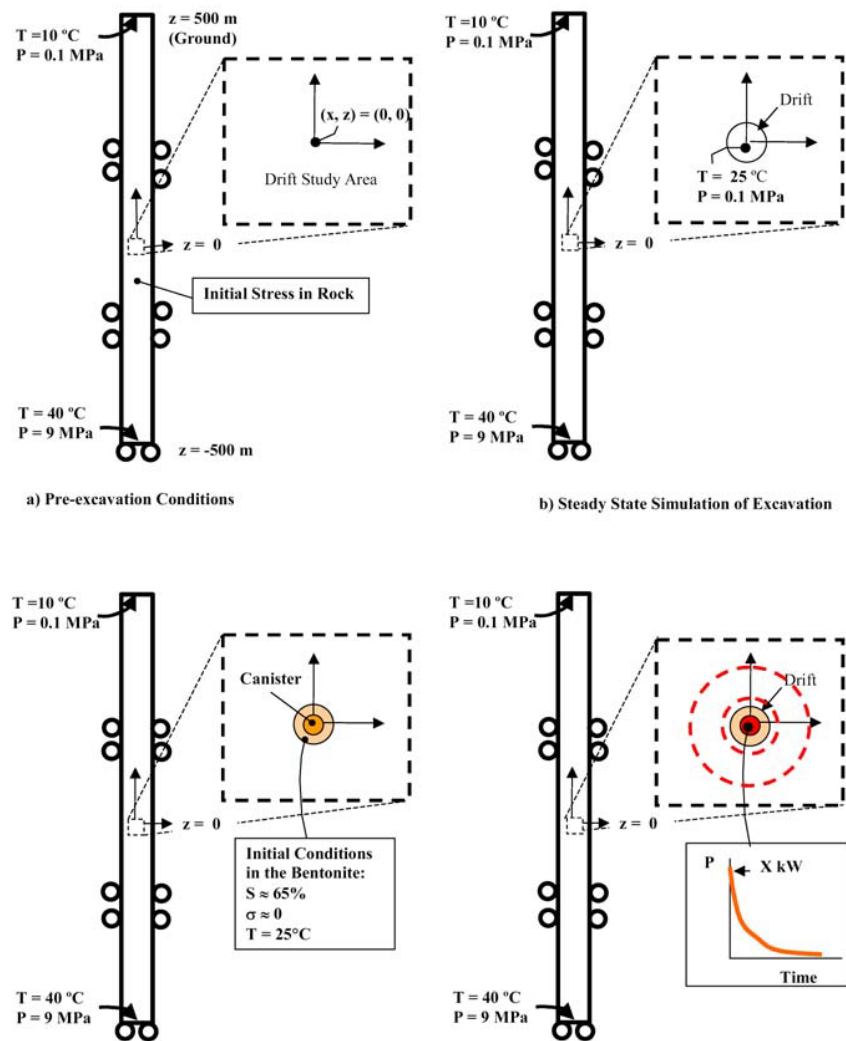 T =10 ºC
P = 0.1 MPa
z = 500 m
(Ground)
(x, z) = (0, 0)
Drift Study Area
z = 0
Initial Stress in Rock
T = 40 ºC
P = 9 MPa
z = -500 m
a) Pre-excavation Conditions
T =10 ºC
P = 0.1 MPa
Drift
T = 25 ºC
P = 0.1 MPa
z = 0
T = 40 ºC
P = 9 MPa
b) Steady State Simulation of Excavation
T =10 ºC
P = 0.1 MPa
Canister
z = 0
Initial Conditions
in the Bentonite:
S ≈ 65%
σ ≈ 0
T = 25°C
T = 40 ºC
P = 9 MPa
T =10 ºC
P = 0.1 MPa
Drift
z = 0
P
X kW
Time
T = 40 ºC
P = 9 MPa